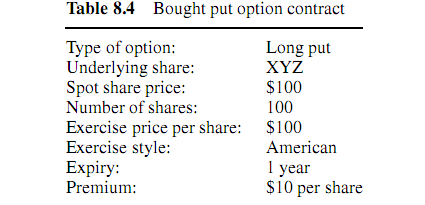 Table 8.4 Bought put option contract
Type of option: Long put
Underlying share: XYZ
Spot share price: $100
Number of shares: 100
Exercise price per share: $100
Exercise style: American
Expiry: 1 year
Premium: $10 per share